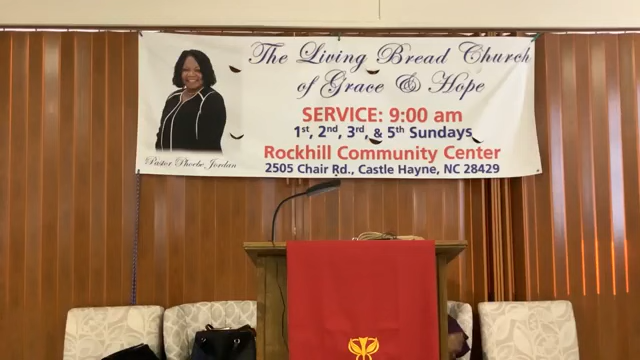 The Living Bread Church
of Grace & Hope
SERVICE: 9:00 am
1st, 2nd, 3rd, & 5th Sundays
Rockhill Community Center
2505 Chair Rd., Castle Hayne, NC 28429
Pastor Phoebe Jordan